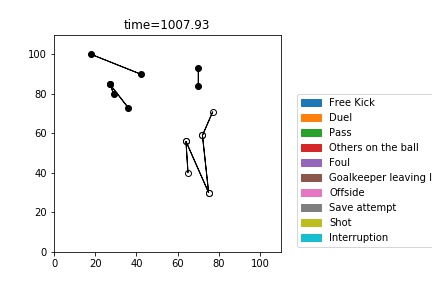 time=1007.93
100
80
60
40
20
0
0 20 40 60 80 100
Free Kick
Duel
Pass
Others on the ball
Foul
Goalkeeper leaving
Offside
Save attempt
Shot
Interruption